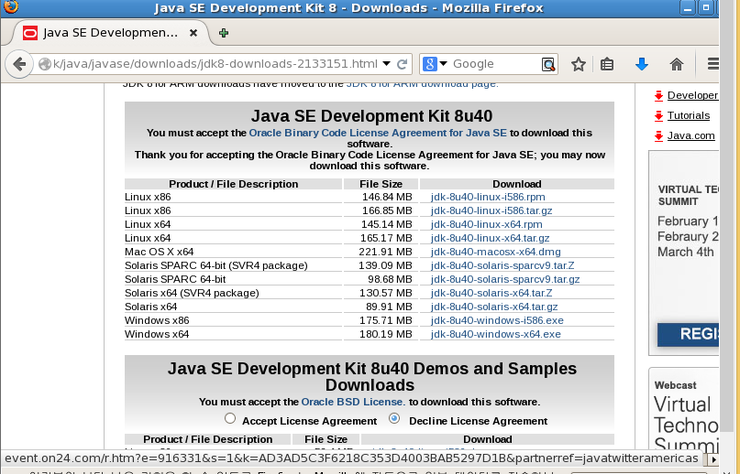 Java SE Development Kit 8 - Downloads - Mozilla Firefox
Java SE Developmen...
k/java/javase/downloads/jdk8-downloads-2133151.html
Google
JDK 8 for ARM downloads have moved to the JDK 8 for ARM download page.
Java SE Development Kit 8u40
You must accept the Oracle Binary Code License Agreement for Java SE to download this
software.
Thank you for accepting the Oracle Binary Code License Agreement for Java SE; you may now
download this software.
Product / File Description File Size Download
Linux x86 146.84 MB jdk-8u40-linux-i586.rpm
Linux x86 166.85 MB jdk-8u40-linux-i586.tar.gz
Linux x64 145.14 MB jdk-8u40-linux-x64.rpm
Linux x64 165.17 MB jdk-8u40-linux-x64.tar.gz
Mac OS X x64 221.91 MB jdk-8u40-macosx-x64.dmg
Solaris SPARC 64-bit (SVR4 package) 139.09 MB jdk-8u40-solaris-sparcv9.tar.Z
Solaris SPARC 64-bit 98.68 MB jdk-8u40-solaris-sparcv9.tar.gz
Solaris x64 (SVR4 package) 130.57 MB jdk-8u40-solaris-x64.tar.Z
Solaris x64 89.91 MB jdk-8u40-solaris-x64.tar.gz
Windows x86 175.71 MB jdk-8u40-windows-i586.exe
Windows x64 180.19 MB jdk-8u40-windows-x64.exe
Java SE Development Kit 8u40 Demos and Samples
Downloads
You must accept the Oracle BSD License. to download this software.
Accept License Agreement Decline License Agreement
Product / File Description File Size Download
Developer
Tutorials
Java.com
VIRTUAL TE
SUMMIT
February 1
Febraury 2
March 4th
REGI
Webcast
Virtual
Techno
Summi
event.on24.com/r.htm?e=916331&s=1&k=AD3AD5C3F6218C353D4003BAB5297D1B&partnerref=javatwitteramericas